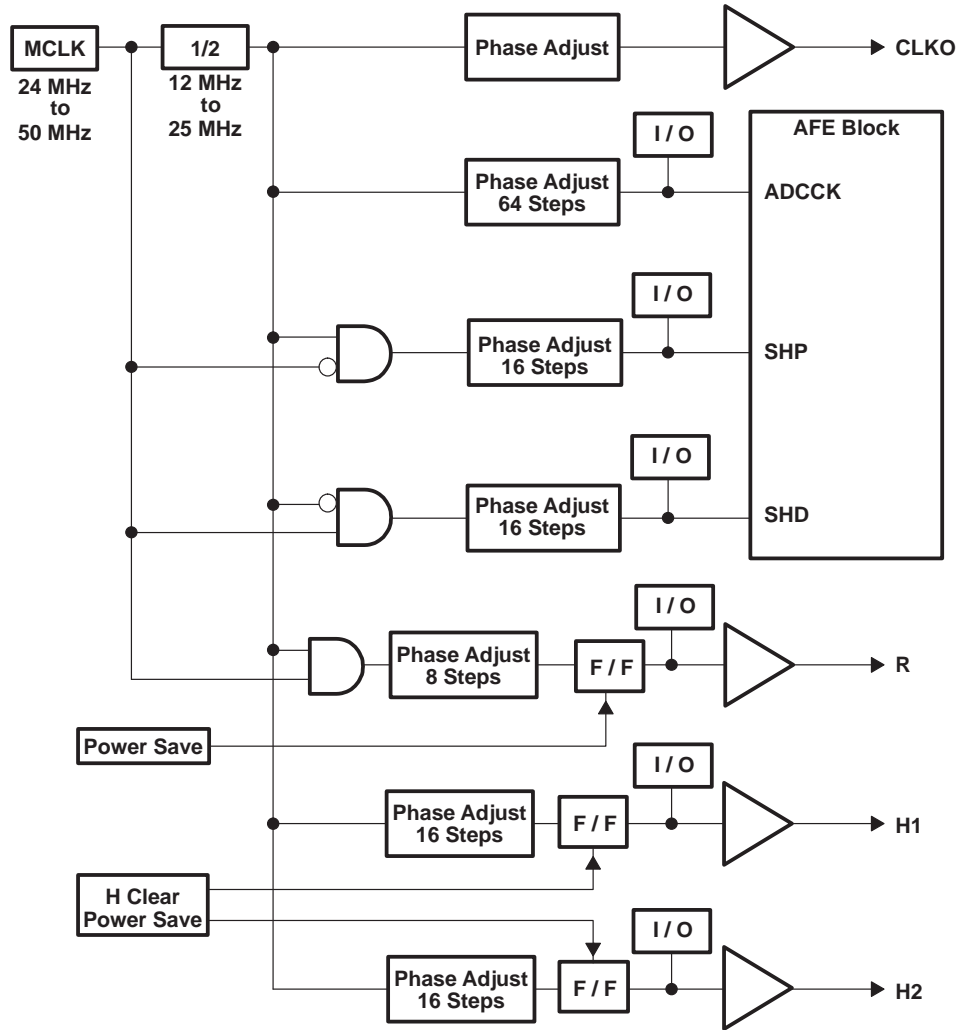 MCLK
1/2
Phase Adjust
CLKO
24 MHz
to
50 MHz
12 MHz
to
25 MHz
I / O
AFE Block
Phase Adjust
64 Steps
ADCCK
I / O
Phase Adjust
16 Steps
SHP
I / O
Phase Adjust
16 Steps
SHD
I / O
Phase Adjust
8 Steps
F / F
R
Power Save
I / O
Phase Adjust
16 Steps
F / F
H1
H Clear
Power Save
I / O
Phase Adjust
16 Steps
F / F
H2